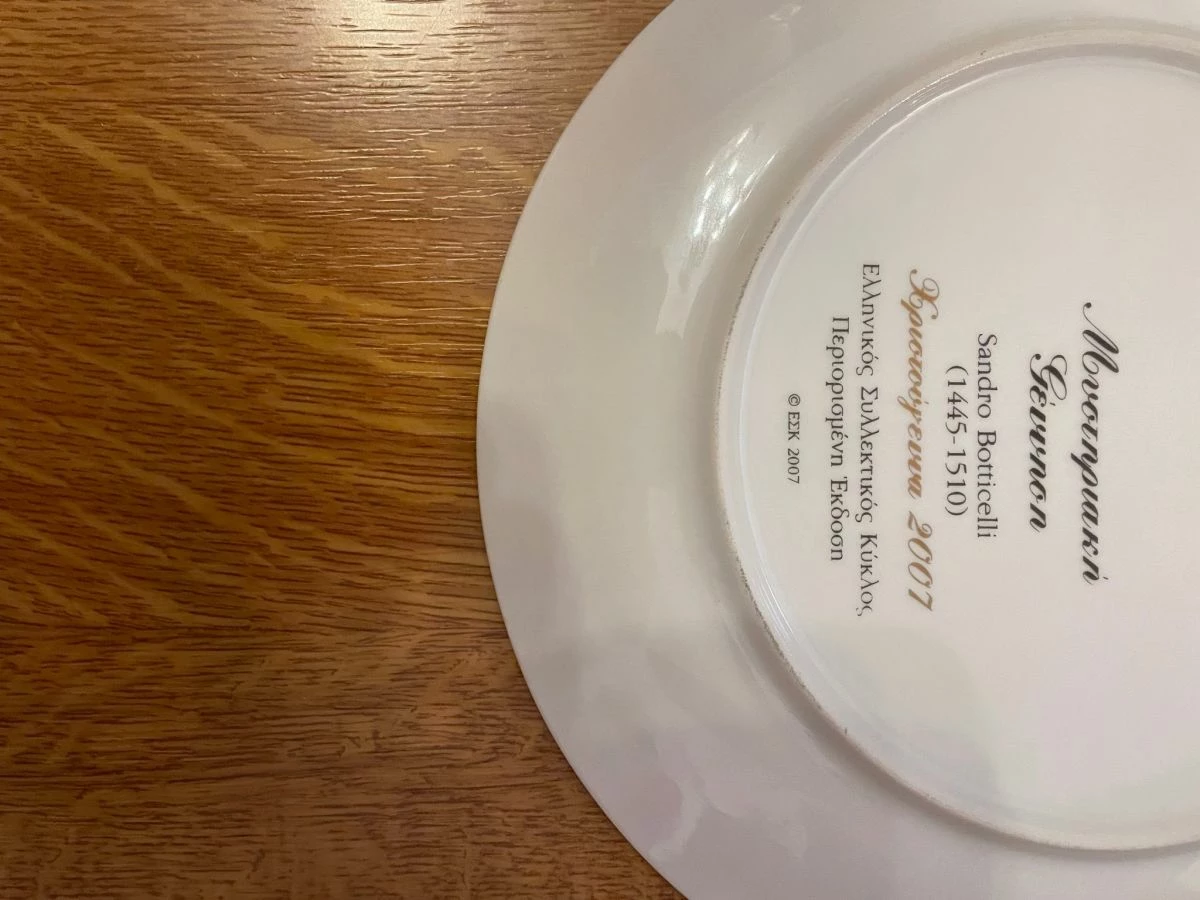 Μυστηριακή
Γέννηση
Sandro Botticelli
(1445-1510))
Χριστούγεννα 2007
Ελληνικός Συλλεκτικός Κύκλος
Περιορισμένη Έκδοση
© ΕΣΚ 2007